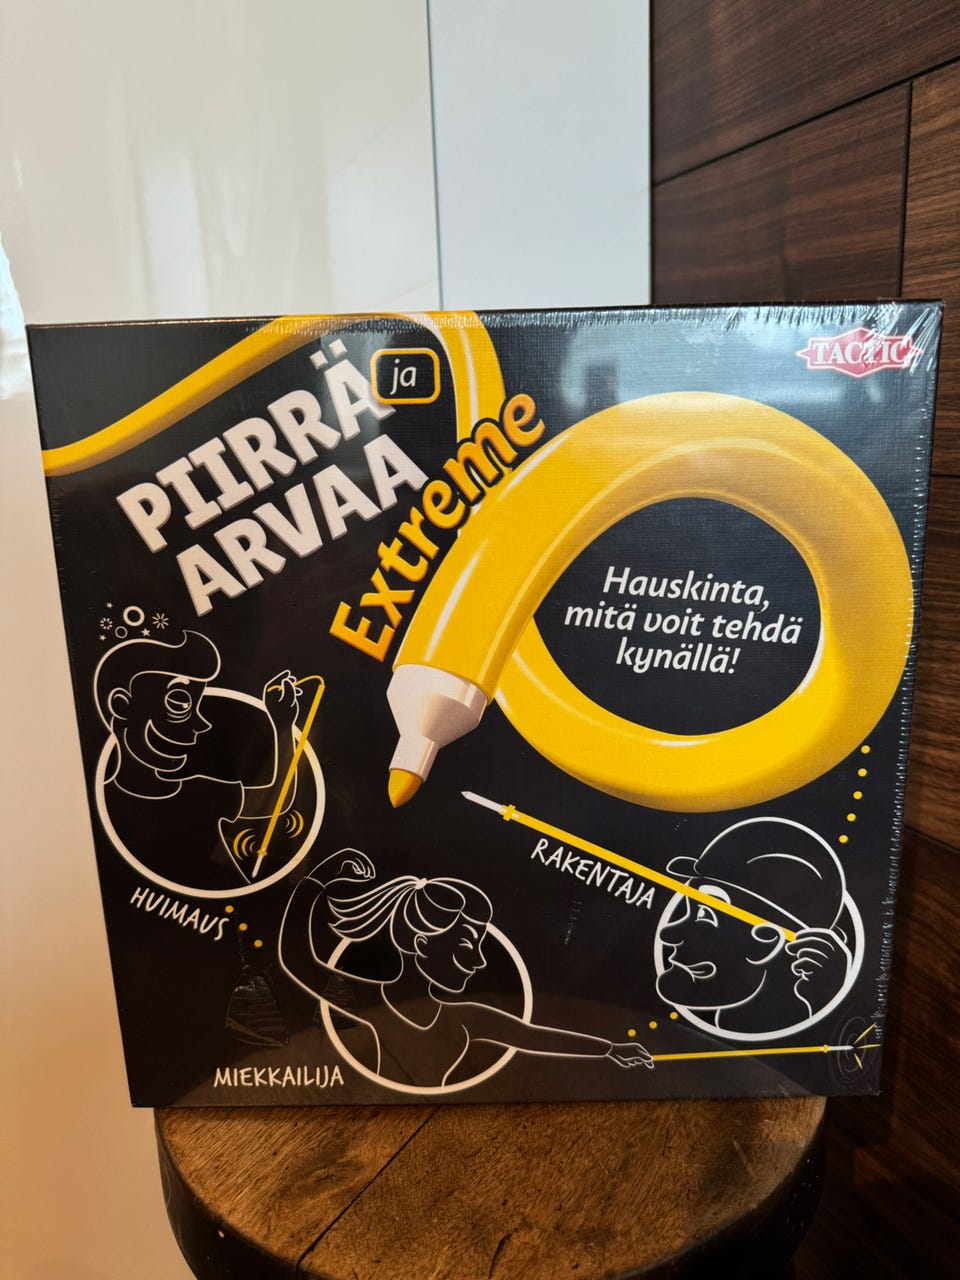 TACTIC
PIIRRÄ ja
ARVAA
Extreme
Hauskinta,
mitä voit tehdä
kynällä!
HUIMAUS
RAKENTAJA
MIEKKAILIJA